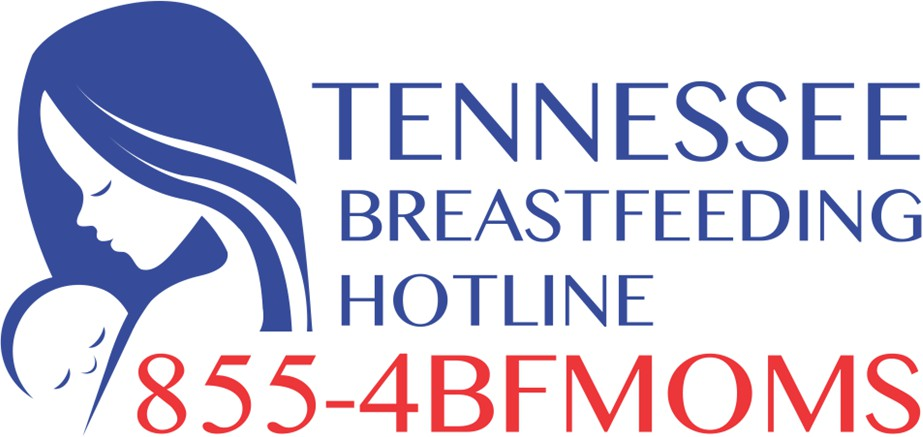 TENNESSEE
BREASTFEEDING
HOTLINE
855-4BFMOMS